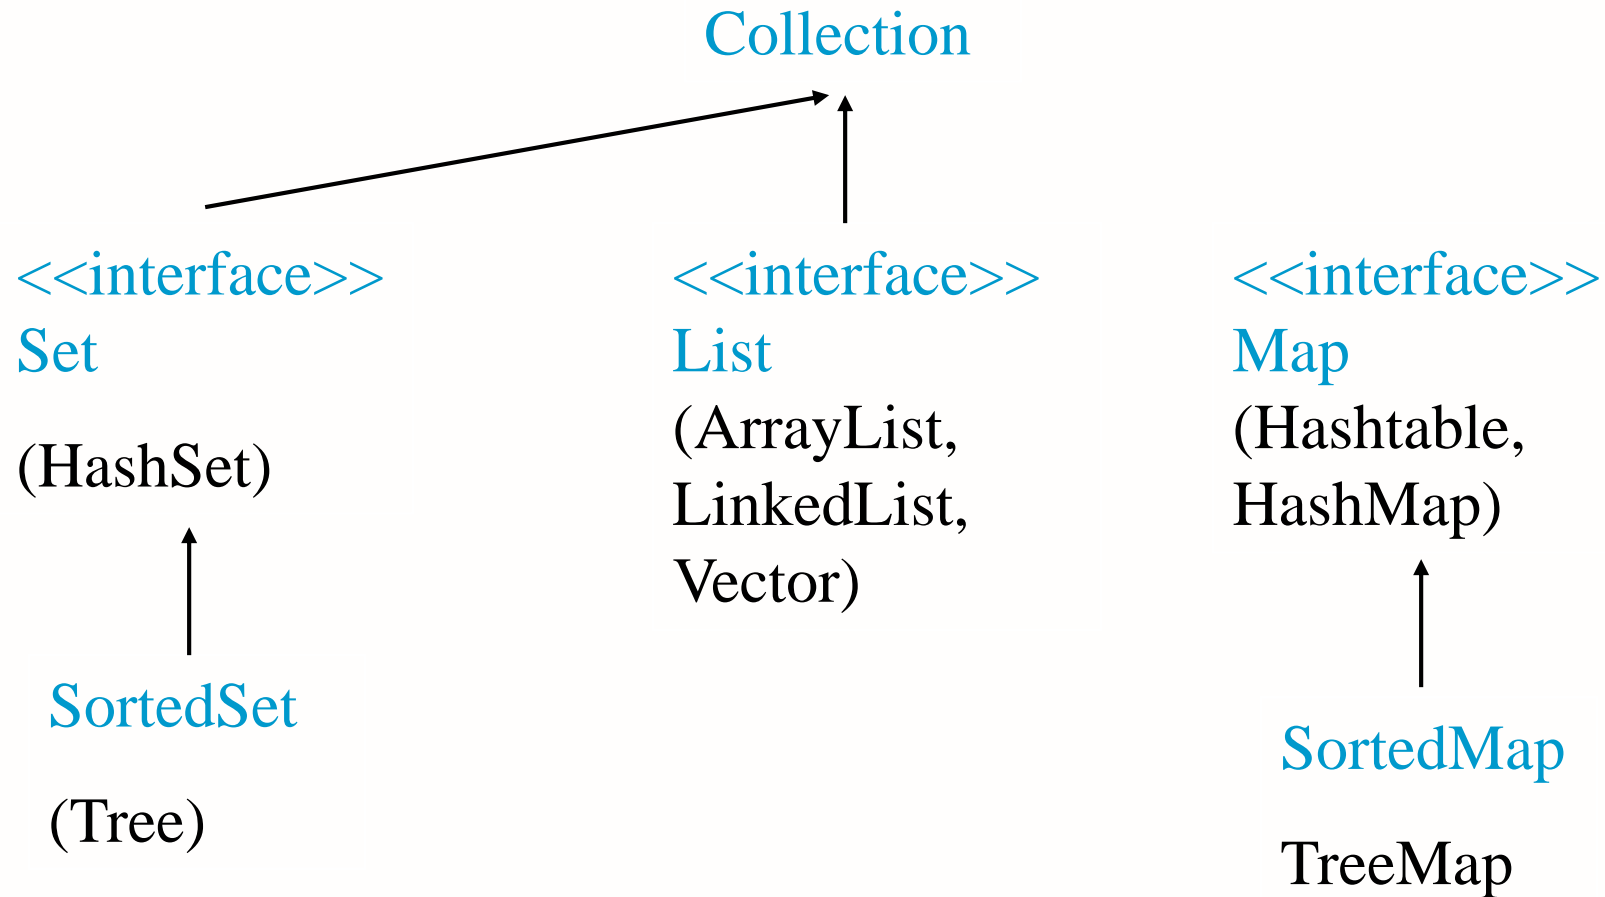 Collection
<<interface>>
Set
(HashSet)
SortedSet
(Tree)
<<interface>>
List
(ArrayList,
LinkedList,
Vector)
<<interface>>
Map
(Hashtable,
HashMap)
SortedMap
TreeMap